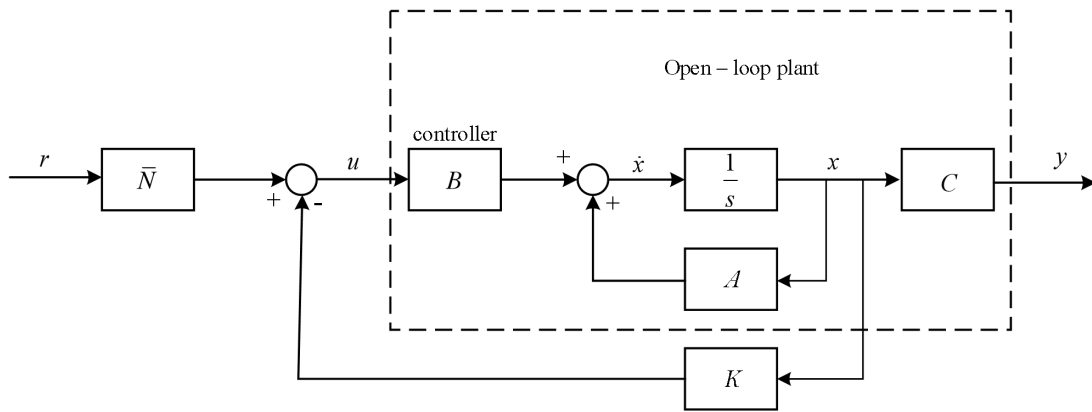 Open – loop plant
controller
r
N̄
+
-
u
B
+
+
ẋ
1
s
x
C
y
A
K